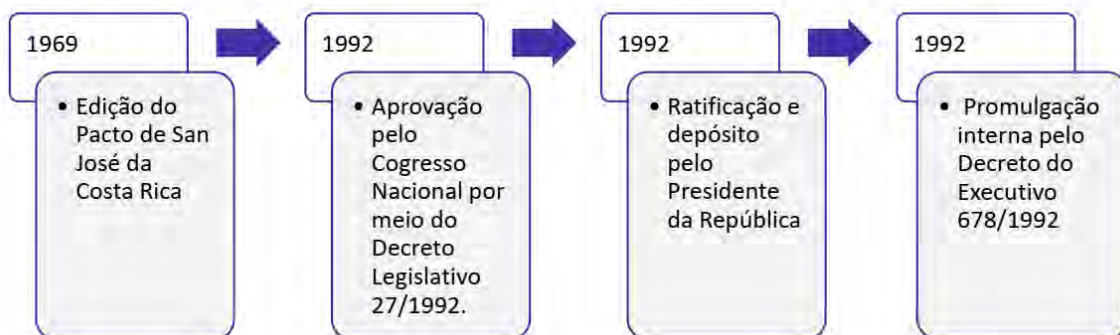 1969
• Edição do
Pacto de San
José da
Costa Rica
1992
• Aprovação
pelo
Cogresso
Nacional por
meio do
Decreto
Legislativo
27/1992.
1992
• Ratificação e
depósito
pelo
Presidente
da República
1992
• Promulgação
interna pelo
Decreto do
Executivo
678/1992